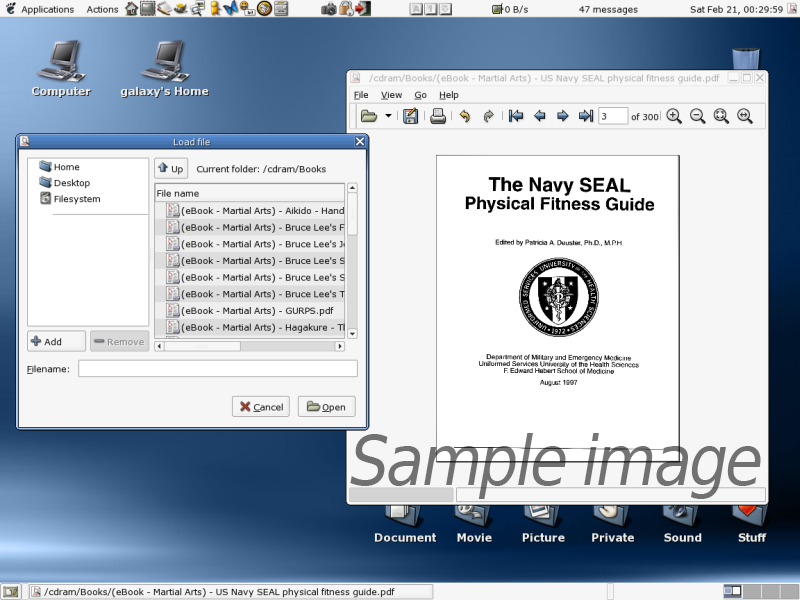 Applications Actions 0 B/s 47 messages Sat Feb 21, 00:29:59
Computer
galaxy's Home
/cdram/Books/(eBook - Martial Arts) - US Navy SEAL physical fitness guide.pdf
File View Go Help
3 of 300
The Navy SEAL
Physical Fitness Guide
Edited by Patricia A. Deuster, Ph.D., M.P.H.
UNIFORMED SERVICES UNIVERSITY OF THE HEALTH SCIENCES
1972
Department of Military and Emergency Medicine
Uniformed Services University of the Health Sciences
F. Edward Hebert School of Medicine
August 1997
Load file
Home
Desktop
Filesystem
Add
Remove
Up
Current folder: /cdram/Books
File name
(eBook - Martial Arts) - Aikido - Hand
(eBook - Martial Arts) - Bruce Lee's F
(eBook - Martial Arts) - Bruce Lee's J
(eBook - Martial Arts) - Bruce Lee's S
(eBook - Martial Arts) - Bruce Lee's S
(eBook - Martial Arts) - Bruce Lee's T
(eBook - Martial Arts) - GURPS.pdf
(eBook - Martial Arts) - Hagakure - Th
Filename:
Cancel
Open
Sample image
Document
Movie
Picture
Private
Sound
Stuff
/cdram/Books/(eBook - Martial Arts) - US Navy SEAL physical fitness guide.pdf